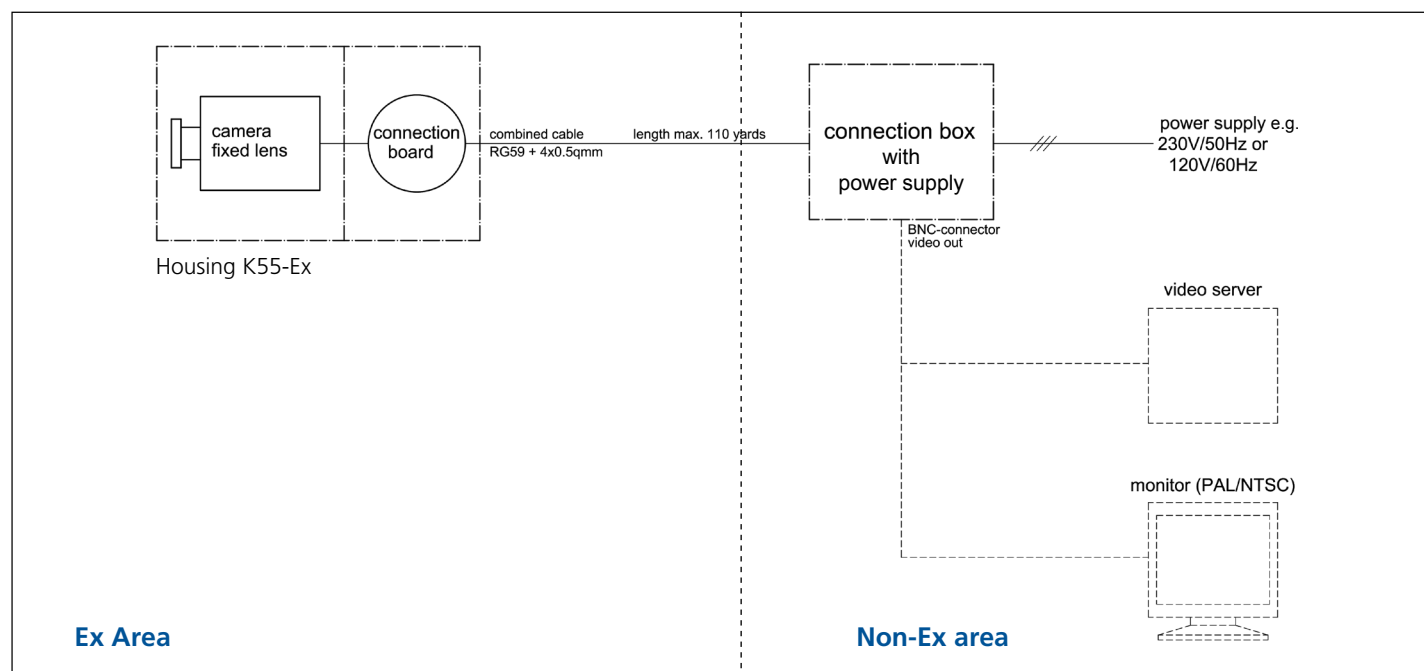 camera
fixed lens
connection
board
combined cable
RG59 + 4x0.5qmm
length max. 110 yards
connection box
with
power supply
power supply e.g.
230V/50Hz or
120V/60Hz
BNC-connector
video out
Housing K55-Ex
video server
monitor (PAL/NTSC)
Ex Area
Non-Ex area